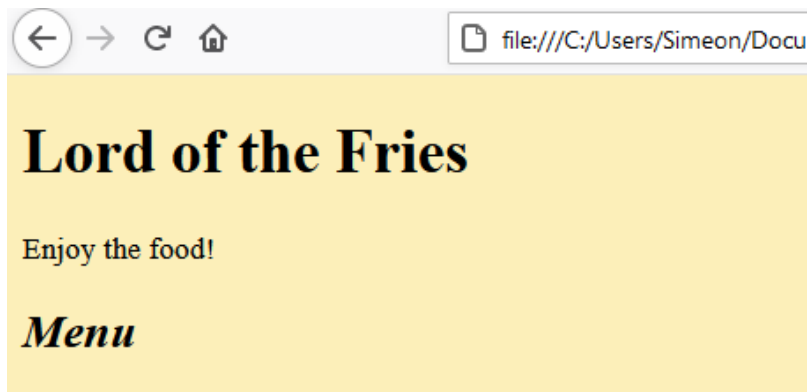 file:///C:/Users/Simeon/Docu
Lord of the Fries
Enjoy the food!
Menu